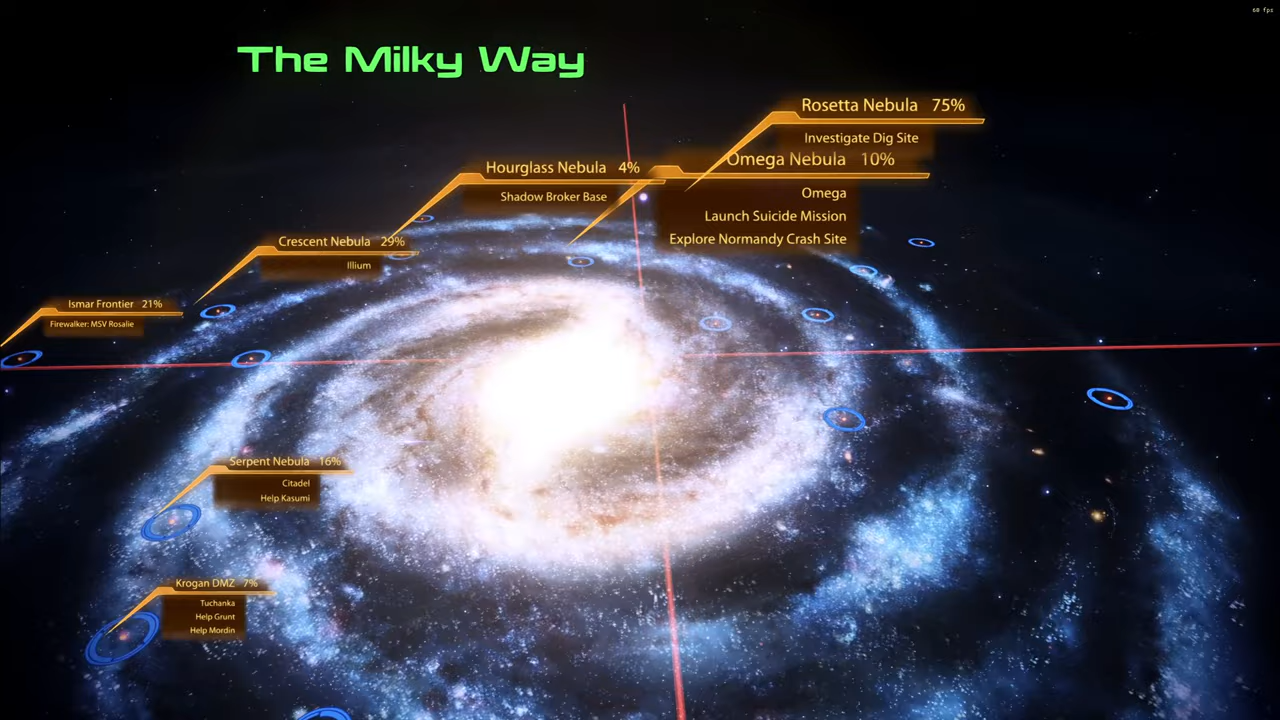 60 fps
The Milky Way
Rosetta Nebula 75%
Investigate Dig Site
Omega Nebula 10%
Omega
Launch Suicide Mission
Explore Normandy Crash Site
Hourglass Nebula 4%
Shadow Broker Base
Crescent Nebula 29%
Illium
Ismar Frontier 21%
Firewalker: MSV Rosalie
Serpent Nebula 16%
Citadel
Help Kasumi
Krogan DMZ 7%
Tuchanka
Help Grunt
Help Mordin